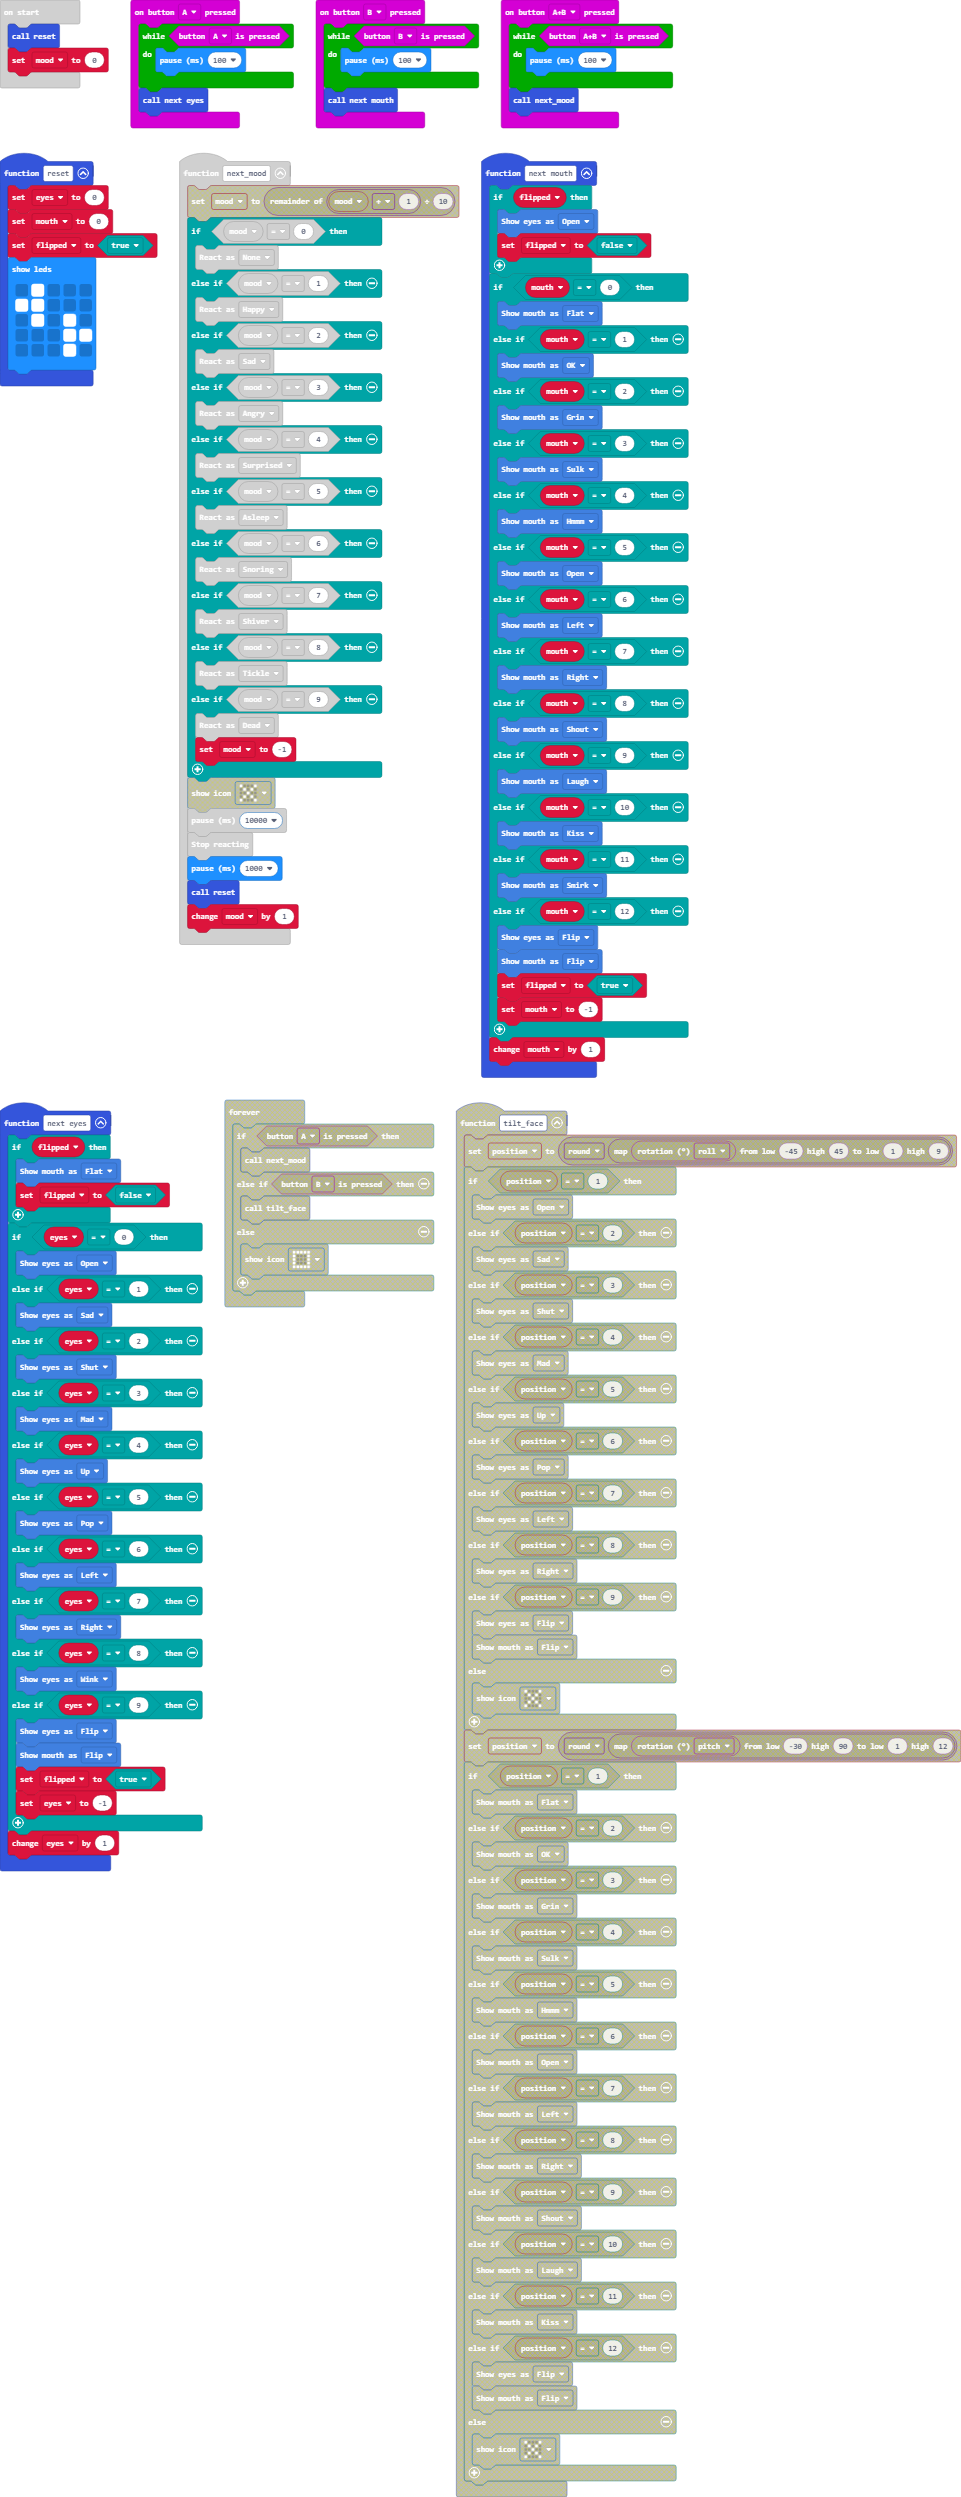 on start
call reset
set mood to 0
on button A pressed
while button A is pressed
do pause (ms) 100
call next eyes
on button B pressed
while button B is pressed
do pause (ms) 100
call next mouth
on button A+B pressed
while button A+B is pressed
do pause (ms) 100
call next_mood
function reset
set eyes to 0
set mouth to 0
set flipped to true
show leds
function next_mood
set mood to remainder of mood + 1 ÷ 10
if mood = 0 then
React as None
else if mood = 1 then
React as Happy
else if mood = 2 then
React as Sad
else if mood = 3 then
React as Angry
else if mood = 4 then
React as Surprised
else if mood = 5 then
React as Asleep
else if mood = 6 then
React as Snoring
else if mood = 7 then
React as Shiver
else if mood = 8 then
React as Tickle
else if mood = 9 then
React as Dead
set mood to -1
show icon
pause (ms) 10000
Stop reacting
pause (ms) 1000
call reset
change mood by 1
function next mouth
if flipped then
Show eyes as Open
set flipped to false
if mouth = 0 then
Show mouth as Flat
else if mouth = 1 then
Show mouth as OK
else if mouth = 2 then
Show mouth as Grin
else if mouth = 3 then
Show mouth as Sulk
else if mouth = 4 then
Show mouth as Hmmm
else if mouth = 5 then
Show mouth as Open
else if mouth = 6 then
Show mouth as Left
else if mouth = 7 then
Show mouth as Right
else if mouth = 8 then
Show mouth as Shout
else if mouth = 9 then
Show mouth as Laugh
else if mouth = 10 then
Show mouth as Kiss
else if mouth = 11 then
Show mouth as Smirk
else if mouth = 12 then
Show eyes as Flip
Show mouth as Flip
set flipped to true
set mouth to -1
change mouth by 1
function next eyes
if flipped then
Show mouth as Flat
set flipped to false
if eyes = 0 then
Show eyes as Open
else if eyes = 1 then
Show eyes as Sad
else if eyes = 2 then
Show eyes as Shut
else if eyes = 3 then
Show eyes as Mad
else if eyes = 4 then
Show eyes as Up
else if eyes = 5 then
Show eyes as Pop
else if eyes = 6 then
Show eyes as Left
else if eyes = 7 then
Show eyes as Right
else if eyes = 8 then
Show eyes as Wink
else if eyes = 9 then
Show eyes as Flip
Show mouth as Flip
set flipped to true
set eyes to -1
change eyes by 1
forever
if button A is pressed then
call next_mood
else if button B is pressed then
call tilt_face
else
show icon
function tilt_face
set position to round map rotation (°) roll from low -45 high 45 to low 1 high 9
if position = 1 then
Show eyes as Open
else if position = 2 then
Show eyes as Sad
else if position = 3 then
Show eyes as Shut
else if position = 4 then
Show eyes as Mad
else if position = 5 then
Show eyes as Up
else if position = 6 then
Show eyes as Pop
else if position = 7 then
Show eyes as Left
else if position = 8 then
Show eyes as Right
else if position = 9 then
Show eyes as Flip
Show mouth as Flip
else
show icon
set position to round map rotation (°) pitch from low -30 high 90 to low 1 high 12
if position = 1 then
Show mouth as Flat
else if position = 2 then
Show mouth as OK
else if position = 3 then
Show mouth as Grin
else if position = 4 then
Show mouth as Sulk
else if position = 5 then
Show mouth as Hmmm
else if position = 6 then
Show mouth as Open
else if position = 7 then
Show mouth as Left
else if position = 8 then
Show mouth as Right
else if position = 9 then
Show mouth as Shout
else if position = 10 then
Show mouth as Laugh
else if position = 11 then
Show mouth as Kiss
else if position = 12 then
Show eyes as Flip
Show mouth as Flip
else
show icon